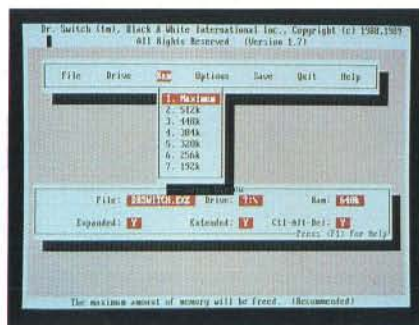 Dr. Switch (tm), Black & White International Inc., Copyright (c) 1988,1989
All Rights Reserved (Version 1.7)
File Drive Ram Options Save Quit Help
1. Maximum
2. 542k
3. 448k
4. 384k
5. 320k
6. 256k
7. 192k
File: DRSWITCH.EXE Drive: ?:\ Ram: 640k
Expanded: Y Extended: Y Ctl-Alt-Del: Y
Press (F1) For Help
The maximum amount of memory will be freed. (Recommended)